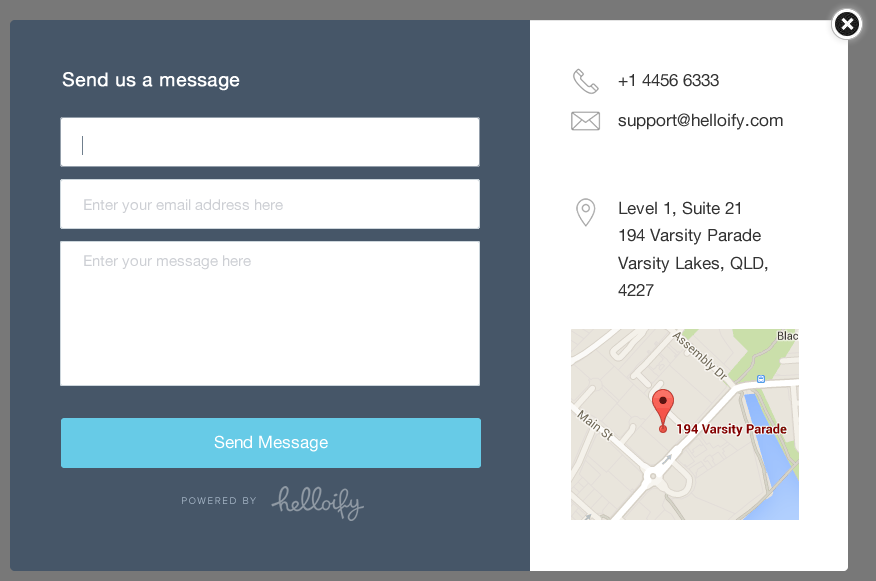 Send us a message
Enter your email address here
Enter your message here
Send Message
POWERED BY helloify
+1 4456 6333
support@helloify.com
Level 1, Suite 21
194 Varsity Parade
Varsity Lakes, QLD,
4227
Blac
Assembly Dr
Main St
194 Varsity Parade